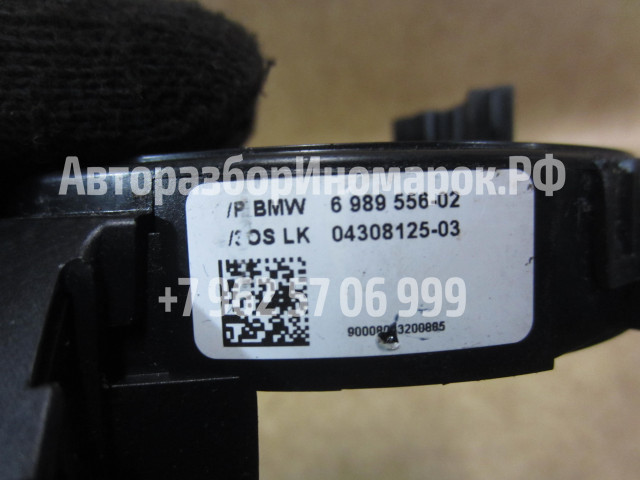 АвторазборИномарок.РФ
BMW 6 989 556-02
OS LK 04308125-03
06 999